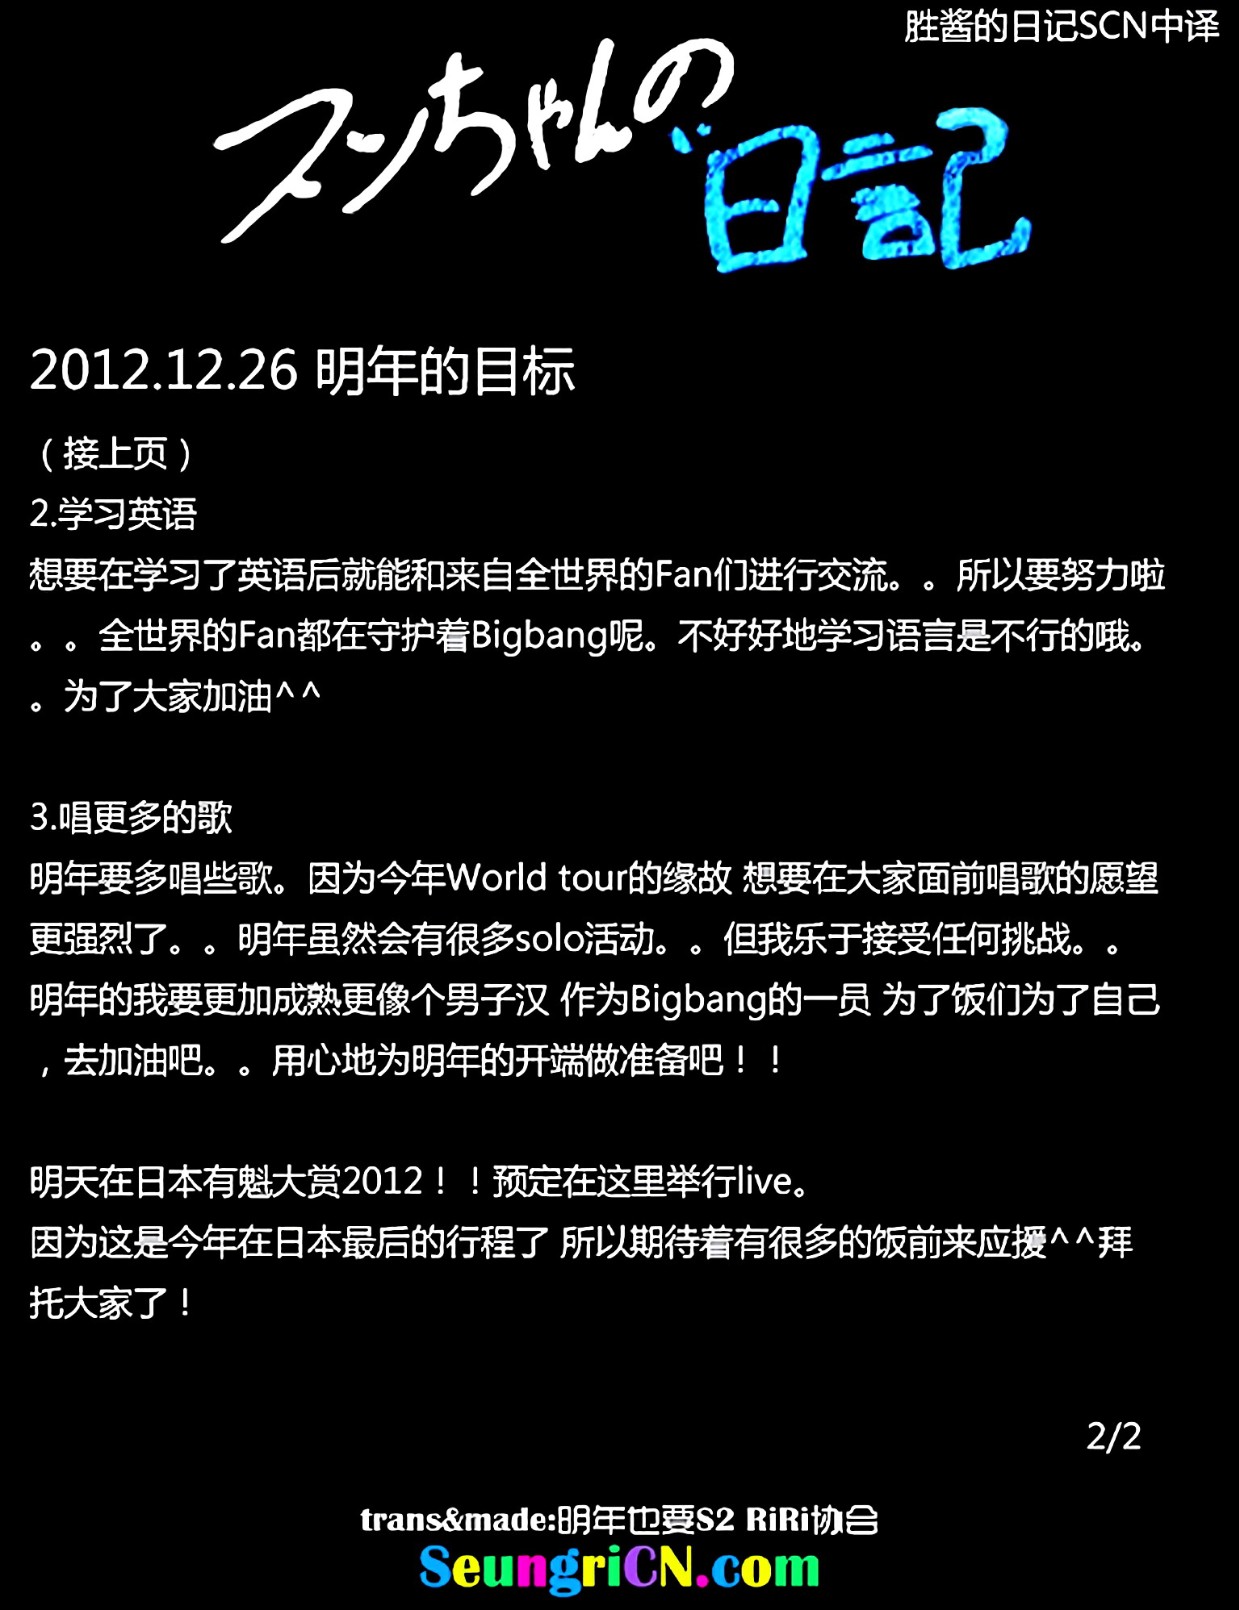 胜酱的日记SCN中译
スンちゃんの
日記
2012.12.26 明年的目标
（接上页）
2.学习英语
想要在学习了英语后就能和来自全世界的Fan们进行交流。。所以要努力啦
。。全世界的Fan都在守护着Bigbang呢。不好好地学习语言是不行的哦。
。为了大家加油^^
3.唱更多的歌
明年要多唱些歌。因为今年World tour的缘故 想要在大家面前唱歌的愿望
更强烈了。。明年虽然会有很多solo活动。。但我乐于接受任何挑战。。
明年的我要更加成熟更像个男子汉 作为Bigbang的一员 为了饭们为了自己
，去加油吧。。用心地为明年的开端做准备吧！！
明天在日本有魁大赏2012！！预定在这里举行live。
因为这是今年在日本最后的行程了 所以期待着有很多的饭前来应援^^拜
托大家了！
2/2
trans&made:明年也要S2 RiRi协会
SeungriCN.com